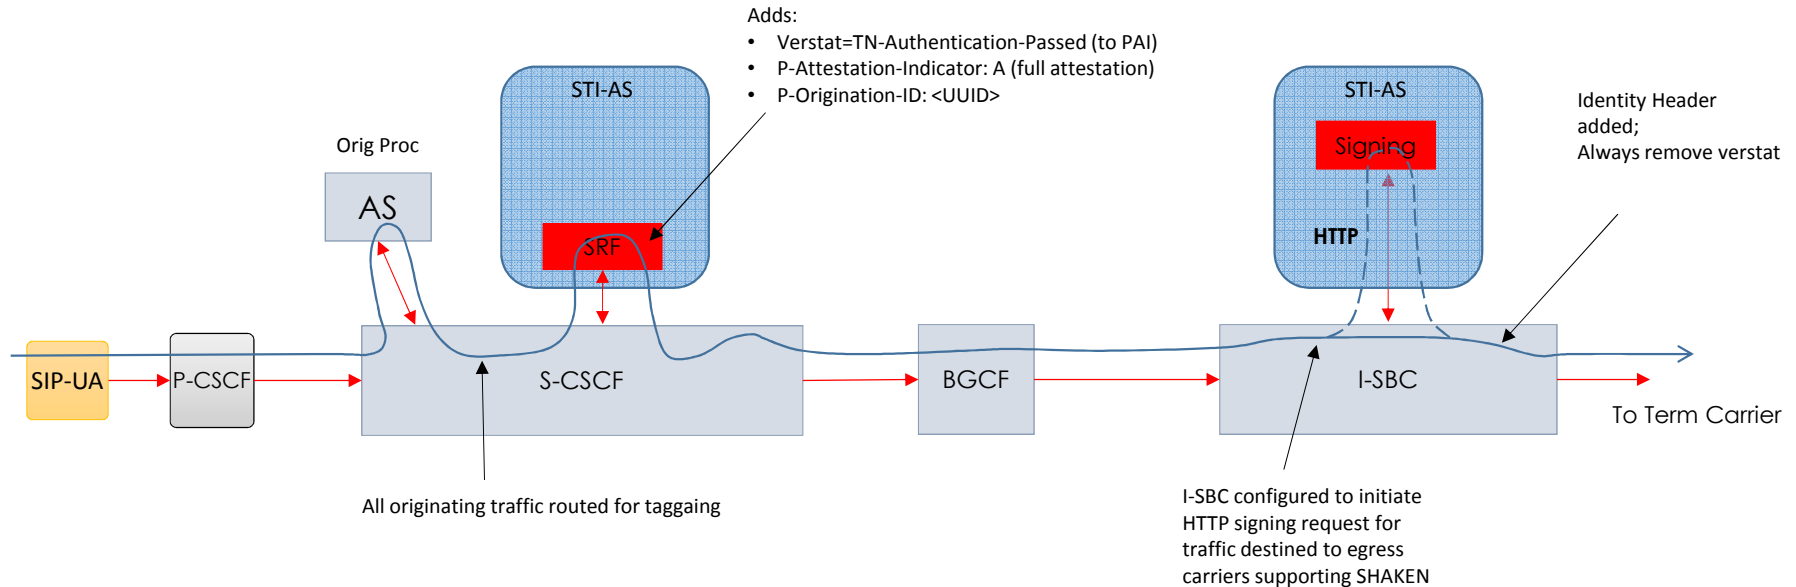 Adds:
• Verstat=TN-Authentication-Passed (to PAI)
• P-Attestation-Indicator: A (full attestation)
• P-Origination-ID: <UUID>
STI-AS
STI-AS
Identity Header
added;
Always remove verstat
Orig Proc
Signing
AS
SRF
HTTP
SIP-UA
P-CSCF
S-CSCF
BGCF
I-SBC
To Term Carrier
All originating traffic routed for taggaing
I-SBC configured to initiate
HTTP signing request for
traffic destined to egress
carriers supporting SHAKEN